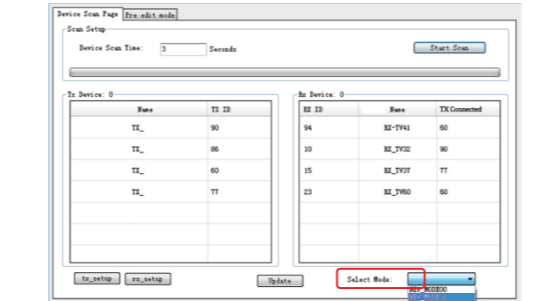 Device Scan Page Pre edit mode
Scan Setup
Device Scan Time: 3 Seconds Start Scan
Tx Device: 0 Rx Device: 0
Name TX ID RX ID Name TX Connected
TX_ 90 94 RX-TV41 60
TX_ 86 10 RX_TV32 90
TX_ 60 15 RX_TV37 77
TX_ 77 23 RX_TV60 60
tx_setup rx_setup Update Select Mode: